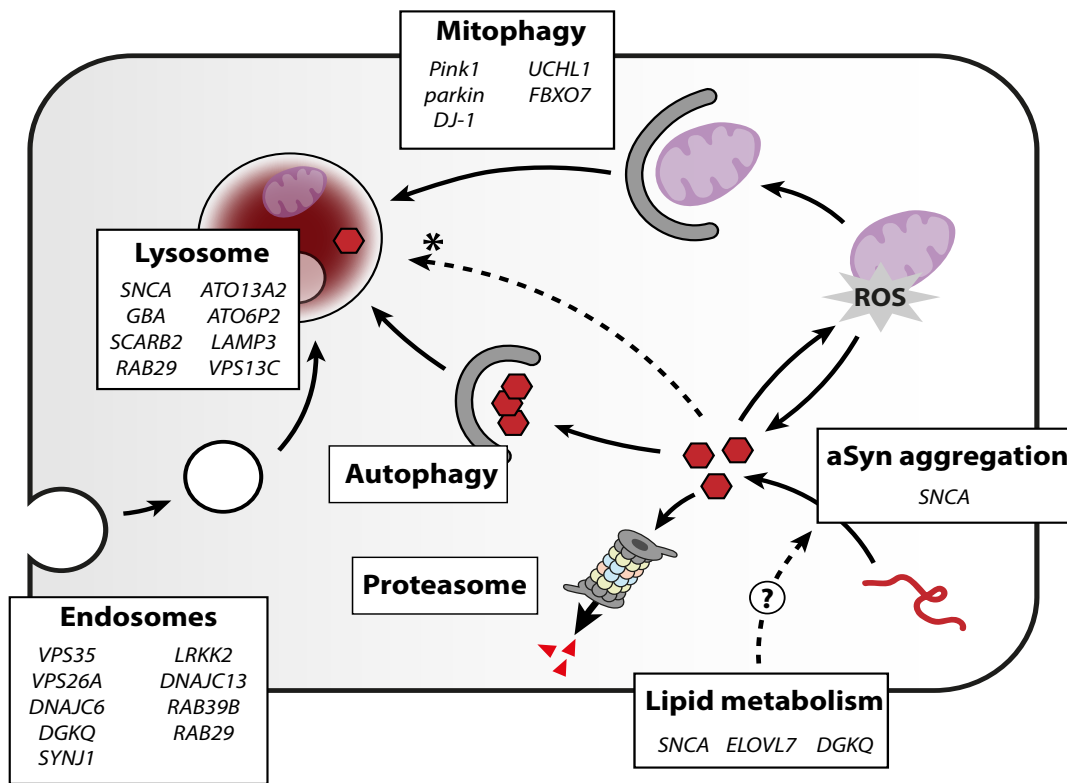 Mitophagy
Pink1 UCHL1
parkin FBXO7
DJ-1
Lysosome
SNCA ATO13A2
GBA ATO6P2
SCARB2 LAMP3
RAB29 VPS13C
*
ROS
Autophagy
aSyn aggregation
SNCA
Proteasome
?
Endosomes
VPS35 LRKK2
VPS26A DNAJC13
DNAJC6 RAB39B
DGKQ RAB29
SYNJ1
Lipid metabolism
SNCA ELOVL7 DGKQ